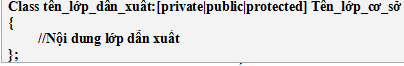 Class tên_lớp_dẫn_xuất:[private|public|protected] Tên_lớp_cơ_sở
{
//Nội dung lớp dẫn xuất
};